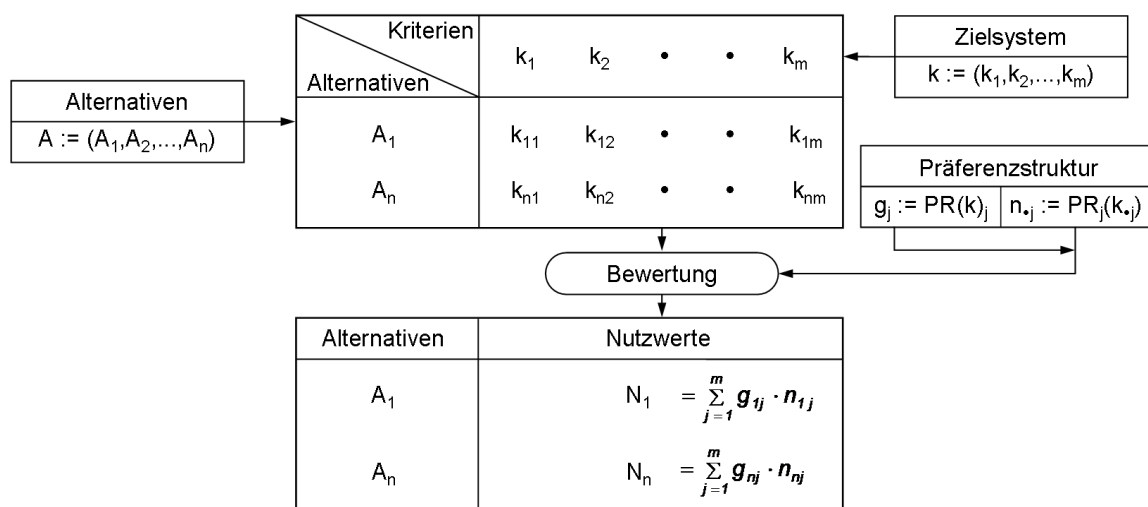 Kriterien
Alternativen
k1 k2 • • km
Zielsystem
k := (k1,k2,...,km)
Alternativen
A := (A1,A2,...,An)
A1 k11 k12 • • k1m
An kn1 kn2 • • knm
Präferenzstruktur
gj := PR(k)j n•j := PRj(k•j)
Bewertung
Alternativen Nutzwerte
A1 N1 = m∑j=1 g1j · n1j
An Nn = m∑j=1 gnj · nnj